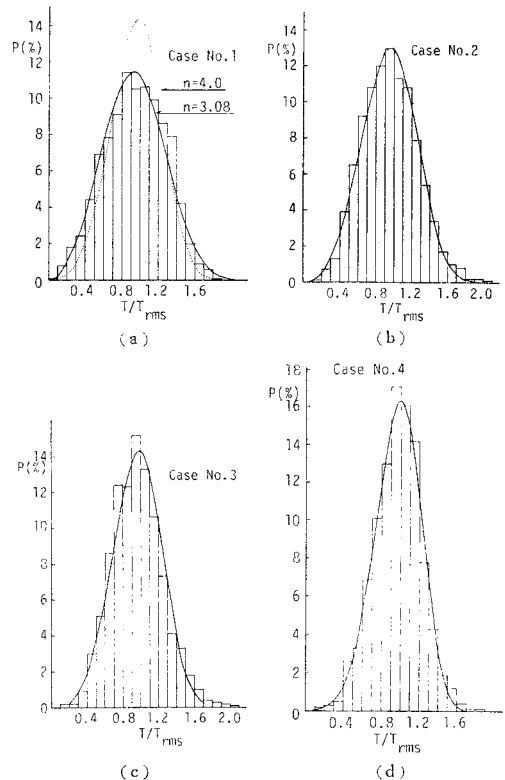 14
P(%)
12
10
8
6
4
2
0
Case No.1
n=4.0
n=3.08
0.4 0.8 1.2 1.6
T/Trms
(a)
14
P(%)
12
10
8
6
4
2
0
Case No.2
0.4 0.8 1.2 1.6 2.0
T/Trms
(b)
P(%)
14
12
10
8
6
4
2
0
Case No.3
0.4 0.8 1.2 1.6 2.0
T/Trms
(c)
18
P(%)
16
14
12
10
8
6
4
2
0
Case No.4
0.4 0.8 1.2 1.6
T/Trms
(d)